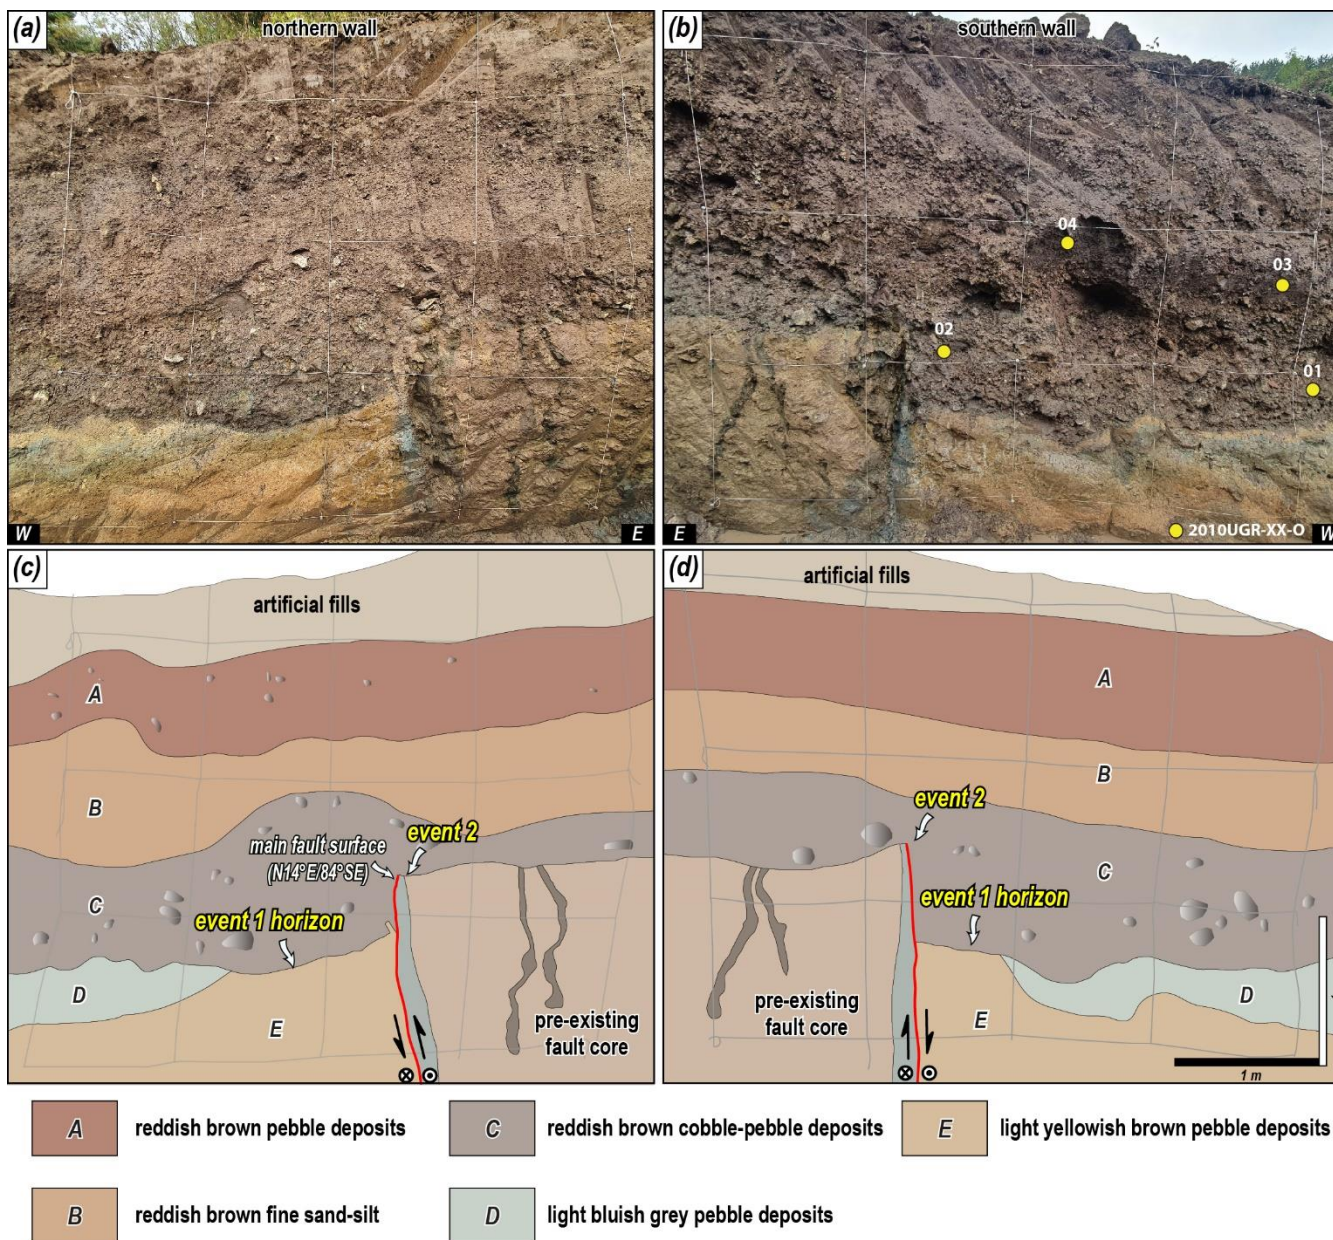 (a)
northern wall
W
E
(b)
southern wall
04
03
02
01
2010UGR-XX-O
E
W
(c)
artificial fills
A
B
event 2
main fault surface
(N14°E/84°SE)
C
event 1 horizon
D
E
pre-existing
fault core
(d)
artificial fills
A
B
event 2
C
event 1 horizon
D
pre-existing
fault core
E
1 m
A reddish brown pebble deposits
C reddish brown cobble-pebble deposits
E light yellowish brown pebble deposits
B reddish brown fine sand-silt
D light bluish grey pebble deposits